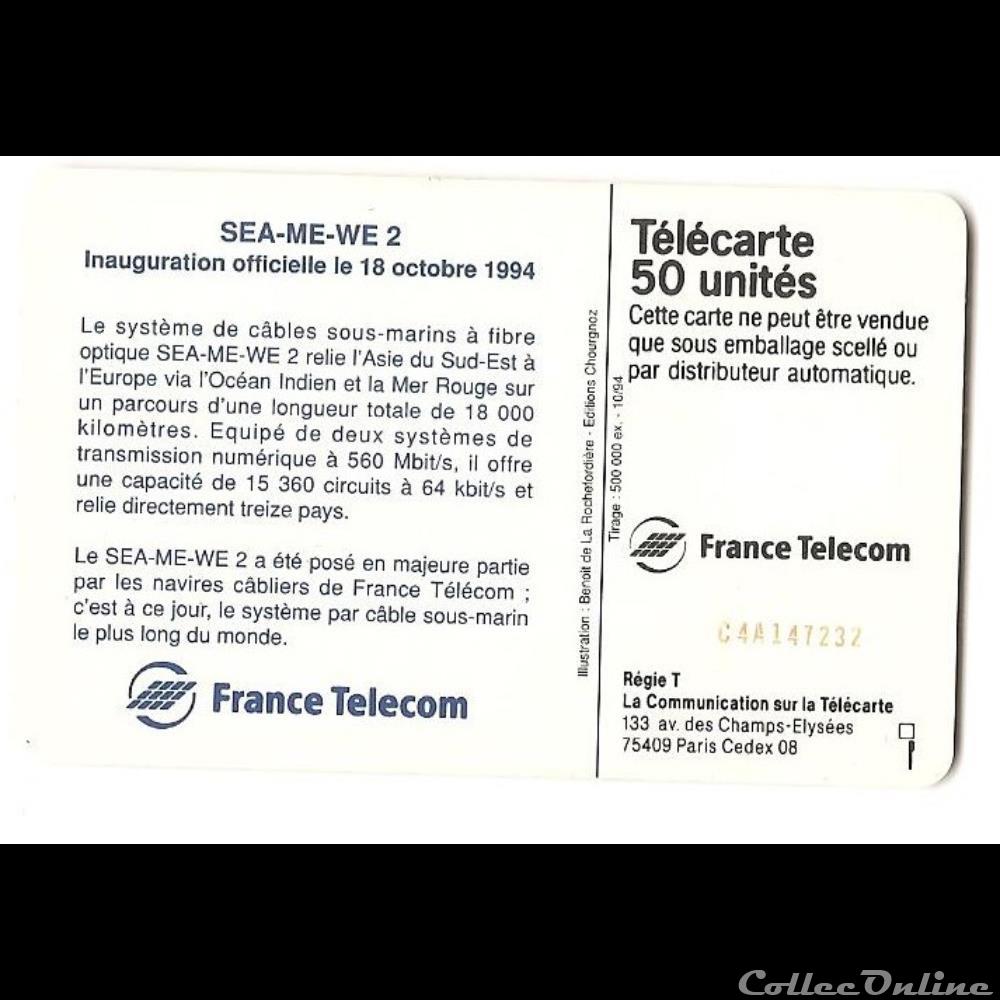 SEA-ME-WE 2
Inauguration officielle le 18 octobre 1994
Le système de câbles sous-marins à fibre
optique SEA-ME-WE 2 relie l'Asie du Sud-Est à
l'Europe via l'Océan Indien et la Mer Rouge sur
un parcours d'une longueur totale de 18 000
kilomètres. Equipé de deux systèmes de
transmission numérique à 560 Mbit/s, il offre
une capacité de 15 360 circuits à 64 kbit/s et
relie directement treize pays.
Le SEA-ME-WE 2 a été posé en majeure partie
par les navires câbliers de France Télécom ;
c'est à ce jour, le système par câble sous-marin
le plus long du monde.
France Telecom
Illustration : Benoit de La Rochefordière - Editions Chourgnoz
Tirage : 500 000 ex. - 10/94
Télécarte
50 unités
Cette carte ne peut être vendue
que sous emballage scellé ou
par distributeur automatique.
France Telecom
C4A147232
Régie T
La Communication sur la Télécarte
133 av. des Champs-Elysées
75409 Paris Cedex 08
CollecOnline